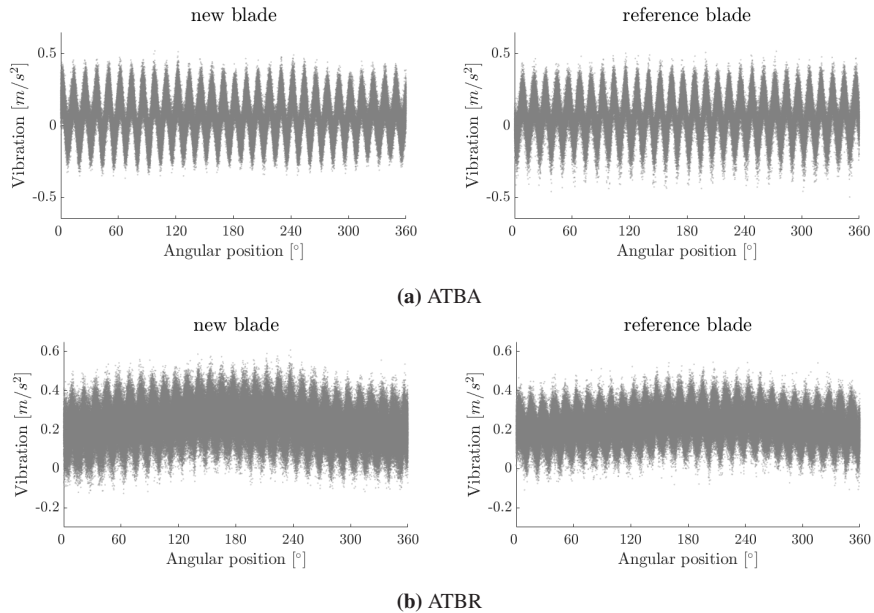 new blade
reference blade
Vibration [m/s²]
0.5
0
-0.5
0 60 120 180 240 300 360
Angular position [°]
Vibration [m/s²]
0.5
0
-0.5
0 60 120 180 240 300 360
Angular position [°]
(a) ATBA
new blade
reference blade
Vibration [m/s²]
0.6
0.4
0.2
0
-0.2
0 60 120 180 240 300 360
Angular position [°]
Vibration [m/s²]
0.6
0.4
0.2
0
-0.2
0 60 120 180 240 300 360
Angular position [°]
(b) ATBR